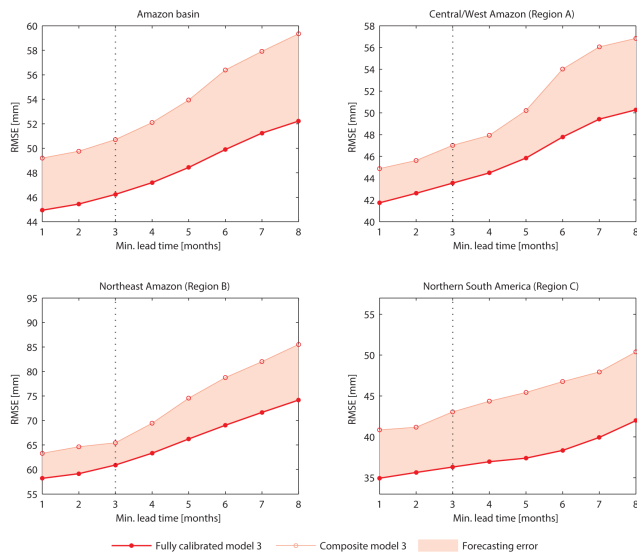 Amazon basin
60
58
56
54
52
50
48
46
44
RMSE [mm]
1 2 3 4 5 6 7 8
Min. lead time [months]
Central/West Amazon (Region A)
58
56
54
52
50
48
46
44
42
40
RMSE [mm]
1 2 3 4 5 6 7 8
Min. lead time [months]
Northeast Amazon (Region B)
95
90
85
80
75
70
65
60
55
RMSE [mm]
1 2 3 4 5 6 7 8
Min. lead time [months]
Northern South America (Region C)
55
50
45
40
35
RMSE [mm]
1 2 3 4 5 6 7 8
Min. lead time [months]
Fully calibrated model 3 Composite model 3 Forecasting error